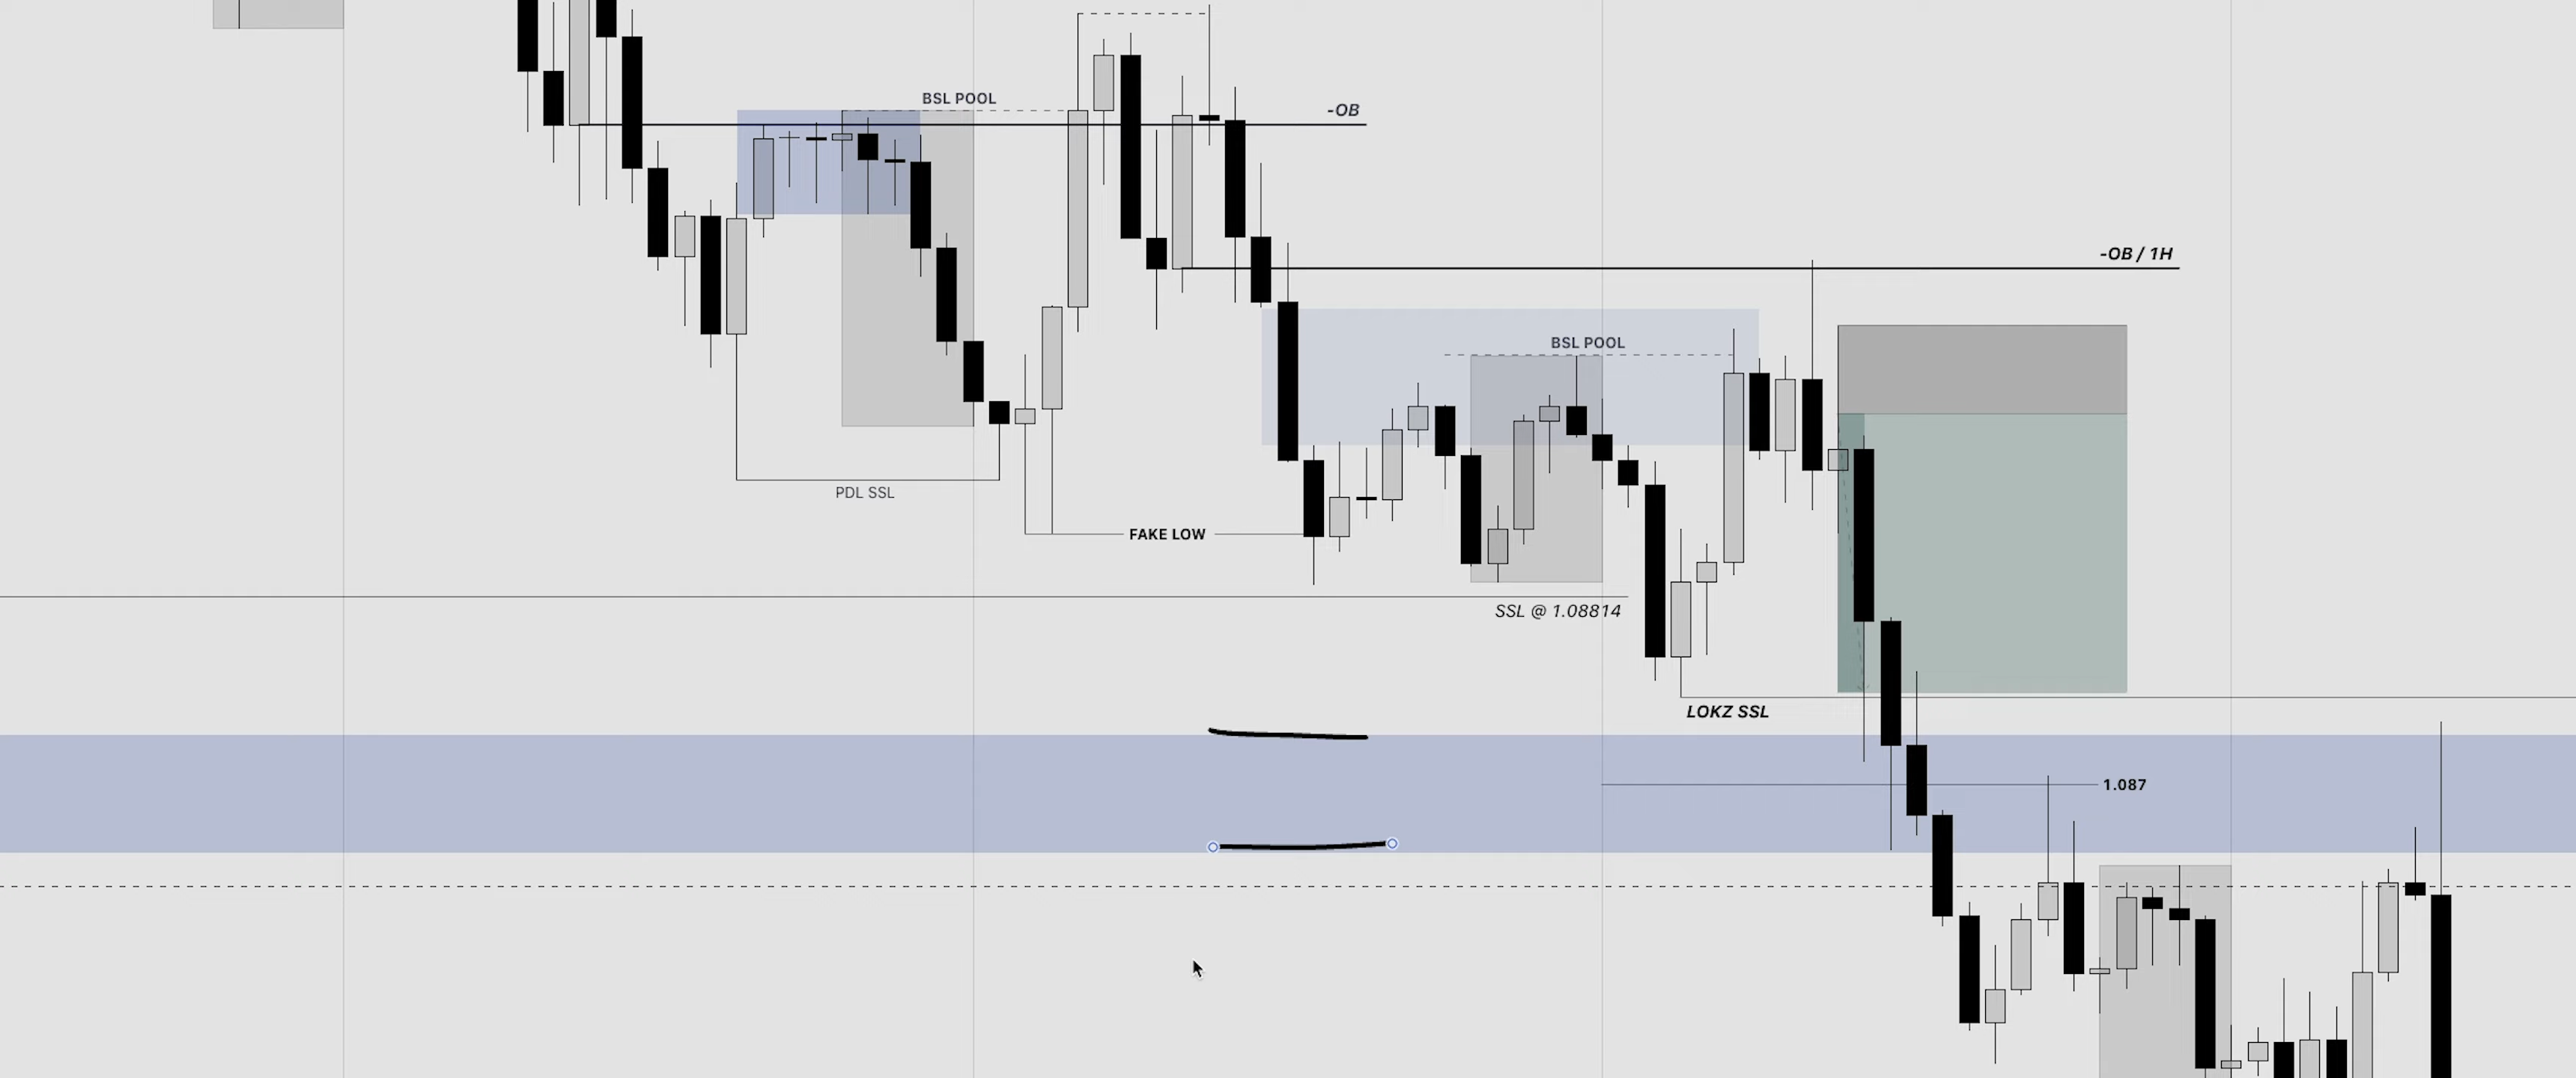 BSL POOL
-OB
-OB / 1H
BSL POOL
PDL SSL
FAKE LOW
SSL @ 1.08814
LOKZ SSL
1.087